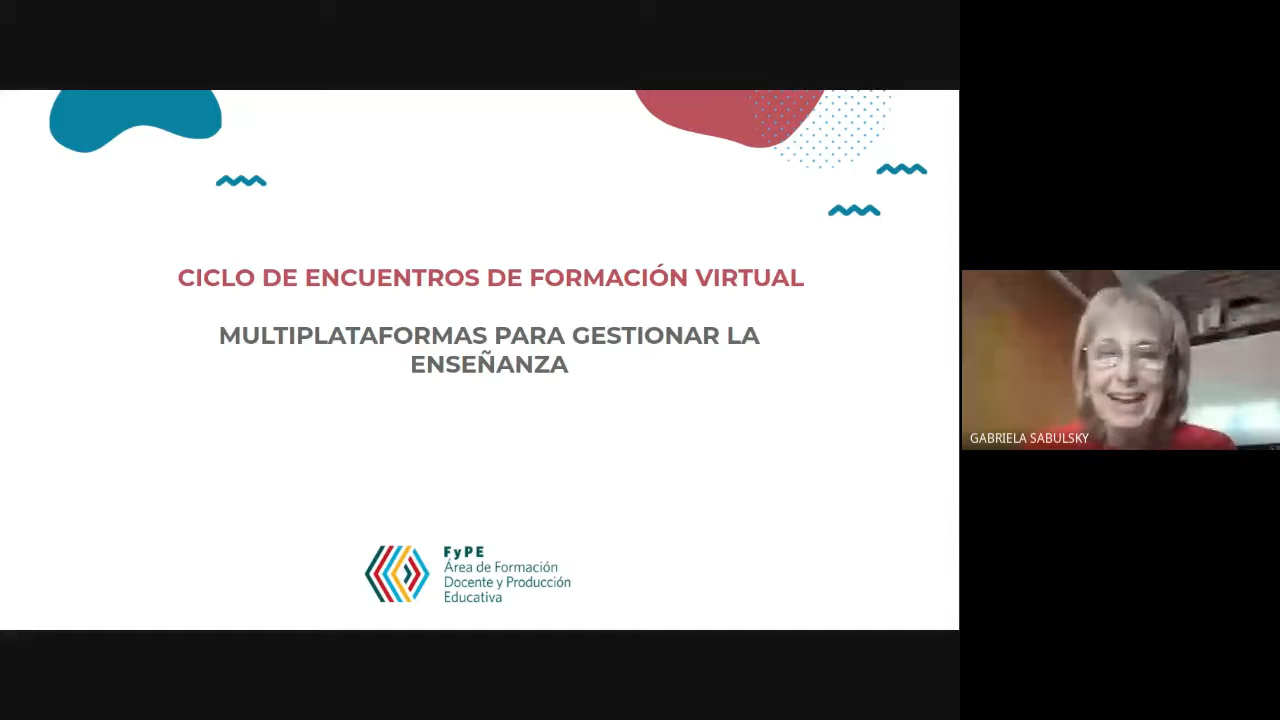 CICLO DE ENCUENTROS DE FORMACIÓN VIRTUAL
MULTIPLATAFORMAS PARA GESTIONAR LA
ENSEÑANZA
FyPE
Área de Formación
Docente y Producción
Educativa
GABRIELA SABULSKY